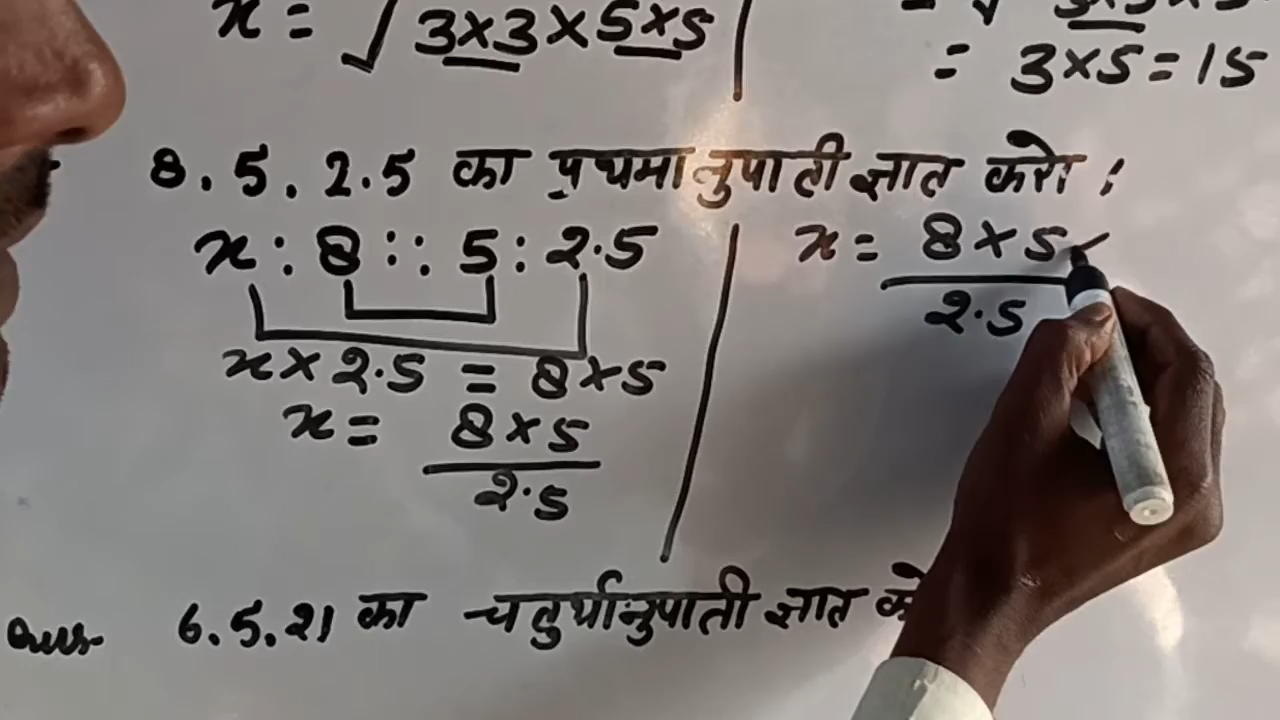 x = √3×3×5×5
= 3×5=15
8. 5. 2.5 का प्रथमानुपाती ज्ञात करो :
x : 8 :: 5 : 2.5
x×2.5 = 8×5
x = 8×5
2.5
x = 8×5
2.5
Ques- 6.5.21 का चतुर्थानुपाती ज्ञात